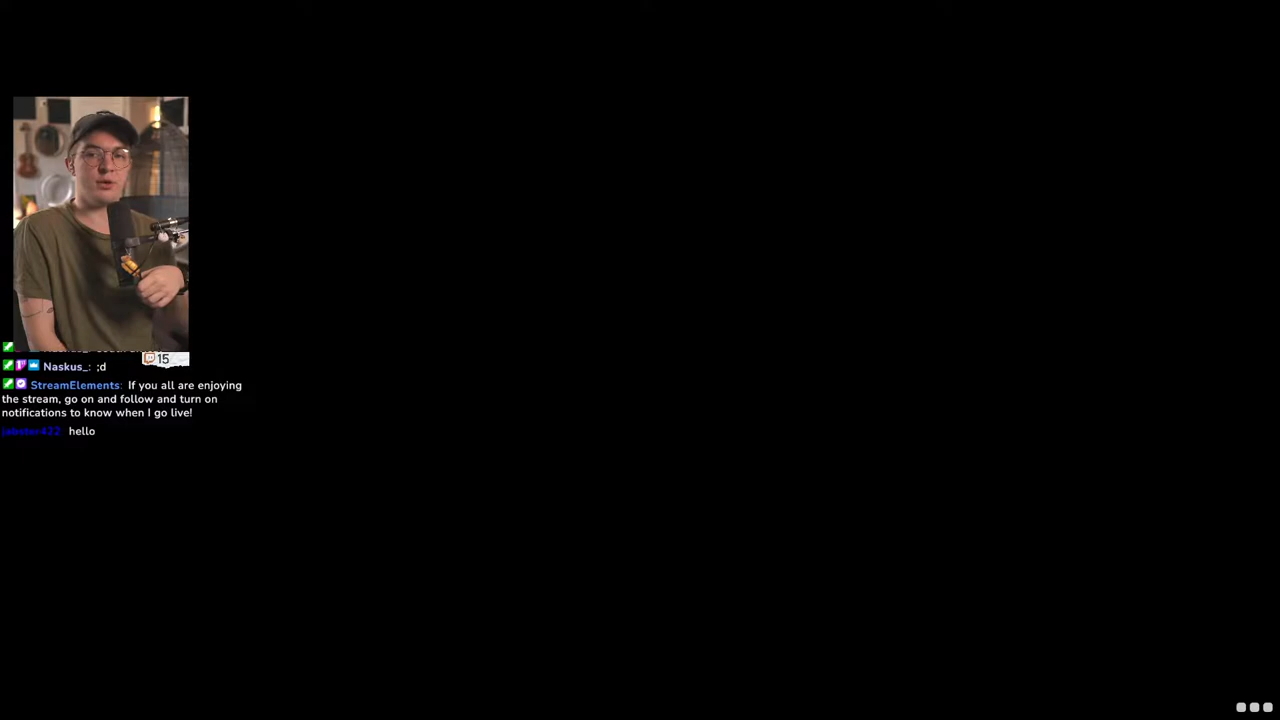 15
Naskus_: ;d
StreamElements: If you all are enjoying
the stream, go on and follow and turn on
notifications to know when I go live!
hello